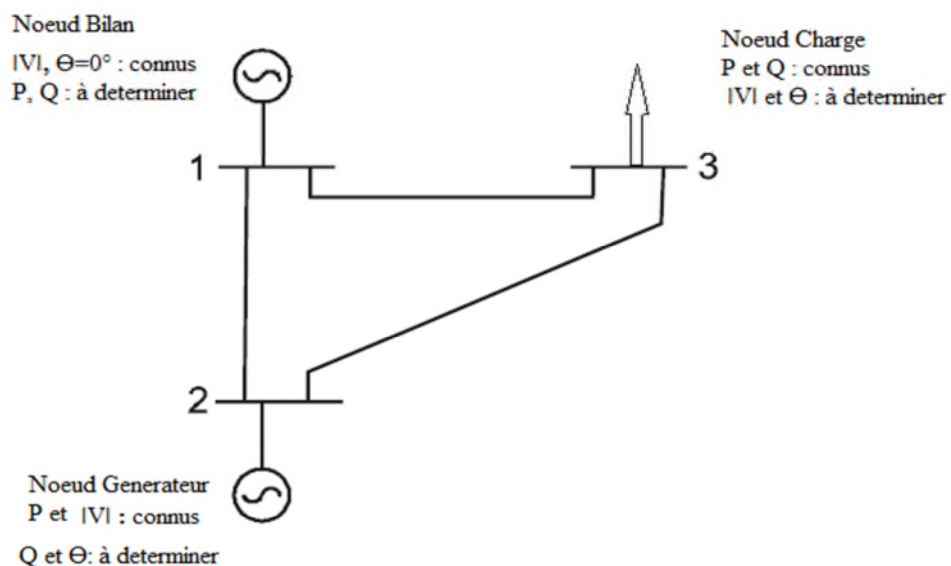 Noeud Bilan
|V|, Ɵ=0° : connus
P, Q : à determiner
Noeud Charge
P et Q : connus
|V| et Ɵ : à determiner
1
3
2
Noeud Generateur
P et |V| : connus
Q et Ɵ: à determiner